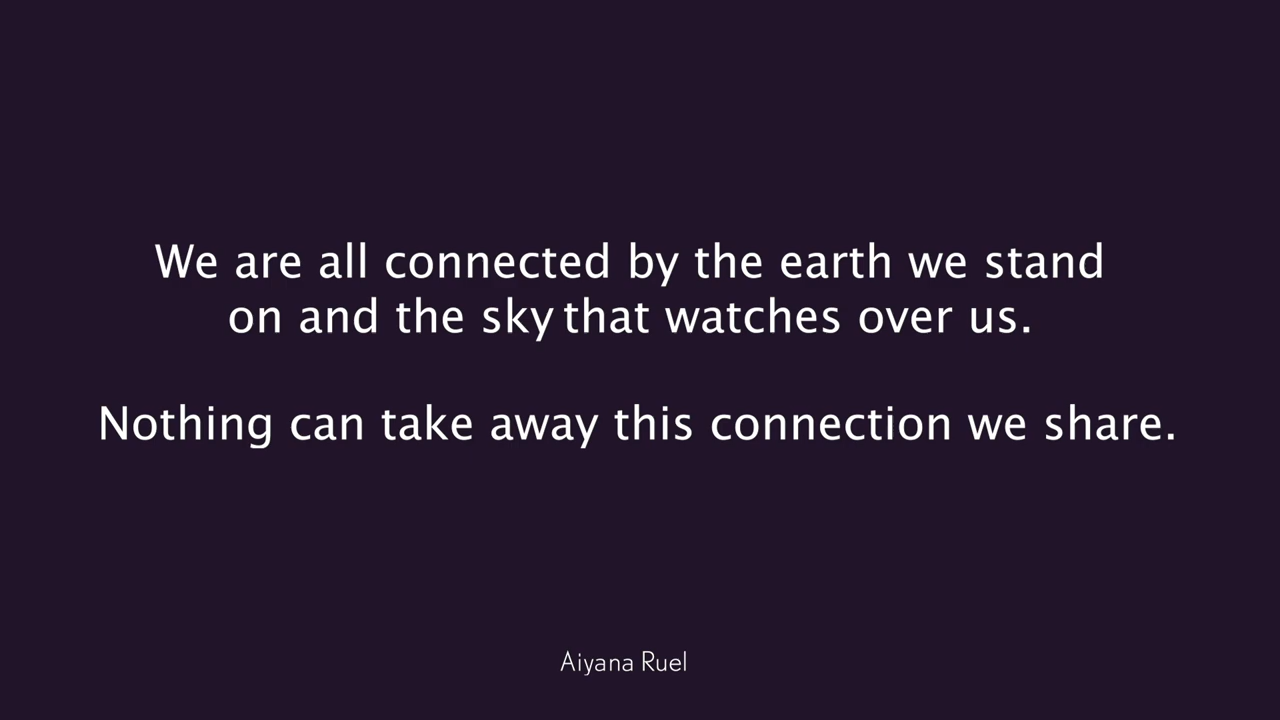 We are all connected by the earth we stand
on and the sky that watches over us.
Nothing can take away this connection we share.
Aiyana Ruel